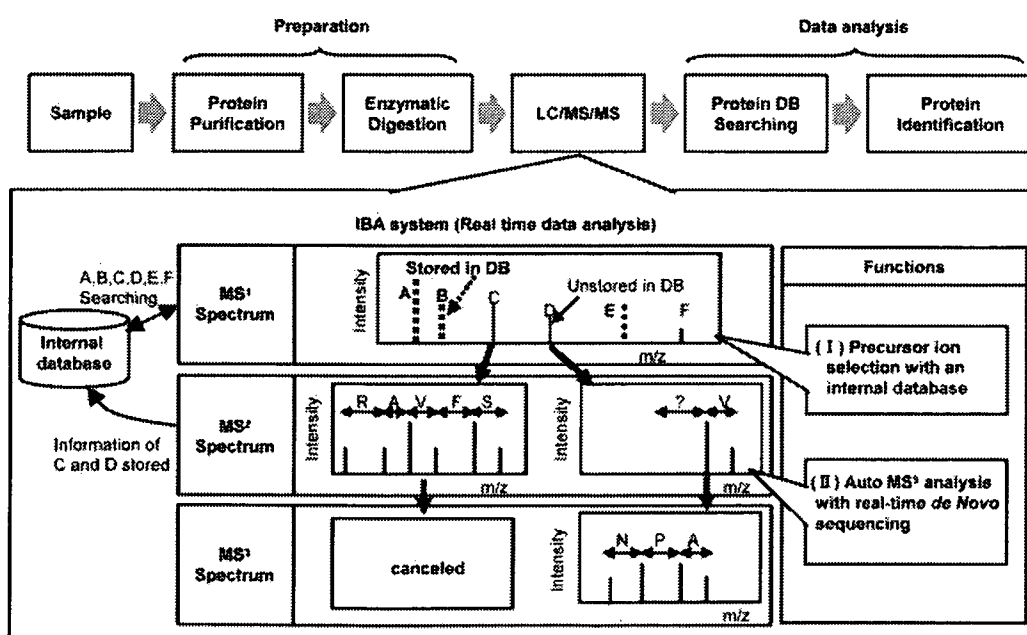 Preparation
Data analysis
Sample
Protein
Purification
Enzymatic
Digestion
LC/MS/MS
Protein DB
Searching
Protein
Identification
IBA system (Real time data analysis)
A,B,C,D,E,F
Searching
Internal
database
Information of
C and D stored
MS¹
Spectrum
Intensity
Stored in DB
Unstored in DB
A
B
C
D
E
F
m/z
MS²
Spectrum
Intensity
R A V F S
m/z
Intensity
? V
m/z
MS³
Spectrum
canceled
Intensity
N P A
m/z
Functions
(Ⅰ) Precursor ion
selection with an
internal database
(Ⅱ) Auto MS³ analysis
with real-time de Novo
sequencing